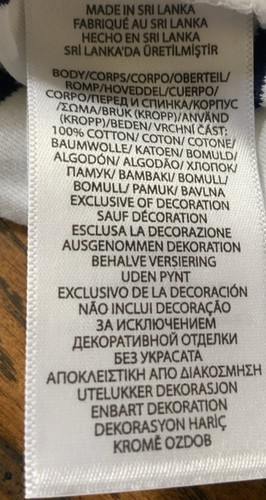 MADE IN SRI LANKA
FABRIQUÉ AU SRI LANKA
HECHO EN SRI LANKA
SRİ LANKA'DA ÜRETİLMİŞTİR
BODY/CORPS/CORPO/OBERTEIL/
ROMP/HOVEDDEL/CUERPO/
CORPO/ПЕРЕД И СПИНКА/КОРПУС
/ΣΩΜΑ/BRUK (KROPP)/ANVÄND
(KROPP)/BEDEN/ VRCHNÍ ČÁST:
100% COTTON/ COTON/ COTONE/
BAUMWOLLE/ KATOEN/ BOMULD/
ALGODÓN/ ALGODÃO/ ХЛОПОК/
ПАМУК/ ΒΑΜΒΑΚΙ/ BOMULL/
BOMULL/ PAMUK/ BAVLNA
EXCLUSIVE OF DECORATION
SAUF DÉCORATION
ESCLUSA LA DECORAZIONE
AUSGENOMMEN DEKORATION
BEHALVE VERSIERING
UDEN PYNT
EXCLUSIVO DE LA DECORACIÓN
NÃO INCLUI DECORAÇÃO
ЗА ИСКЛЮЧЕНИЕМ
ДЕКОРАТИВНОЙ ОТДЕЛКИ
БЕЗ УКРАСАТА
ΑΠΟΚΛΕΙΣΤΙΚΗ ΑΠΟ ΔΙΑΚΟΣΜΗΣΗ
UTELUKKER DEKORASJON
ENBART DEKORATION
DEKORASYON HARİÇ
KROMĚ OZDOB